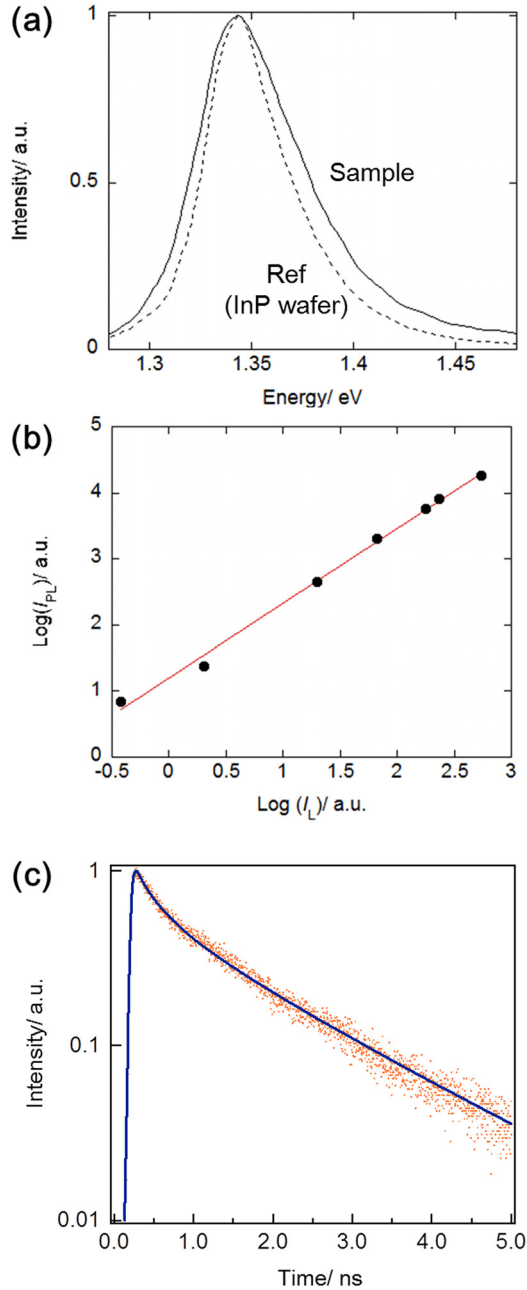 (a)
1
Intensity/ a.u.
0.5
0
Sample
Ref
(InP wafer)
1.3 1.35 1.4 1.45
Energy/ eV
(b)
5
4
3
2
1
0
Log(I_PL)/ a.u.
-0.5 0 0.5 1 1.5 2 2.5 3
Log (I_L)/ a.u.
(c)
1
Intensity/ a.u.
0.1
0.01
0.0 1.0 2.0 3.0 4.0 5.0
Time/ ns